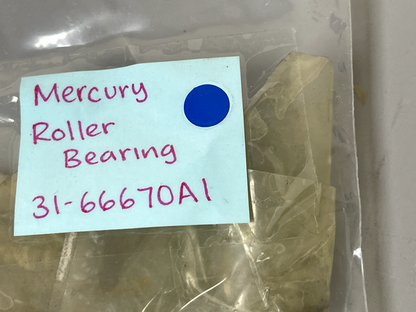 Mercury
Roller
Bearing
31-66670A1